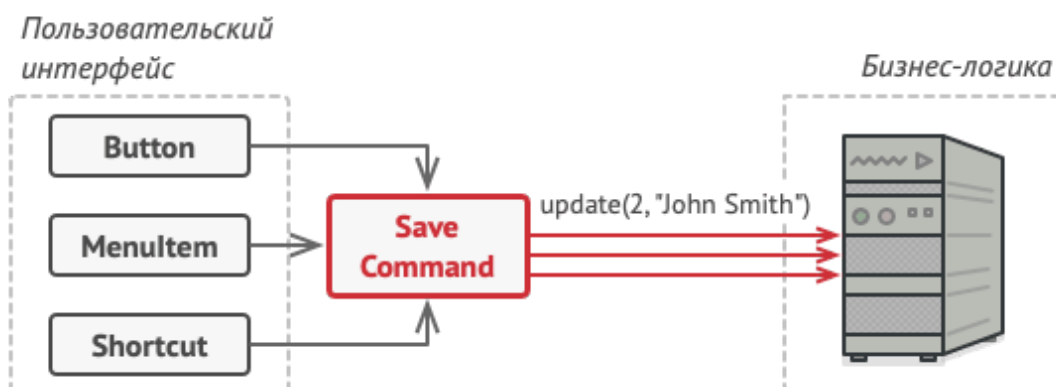 Пользовательский
интерфейс
Бизнес-логика
Button
MenuItem
Shortcut
Save
Command
update(2, "John Smith")